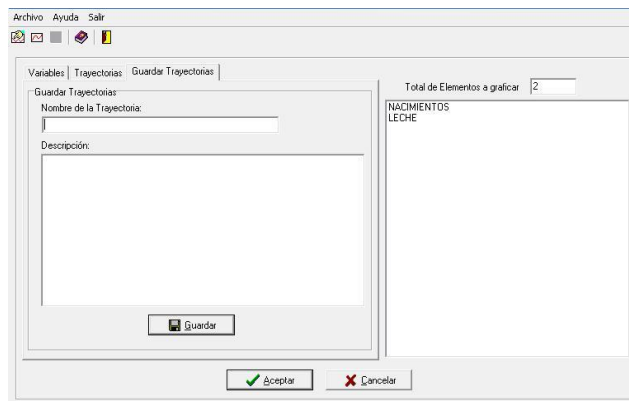 Archivo Ayuda Salir
Variables Trayectorias Guardar Trayectorias
Guardar Trayectorias
Nombre de la Trayectoria:
Descripción:
Guardar
Total de Elementos a graficar 2
NACIMIENTOS
LECHE
Aceptar Cancelar